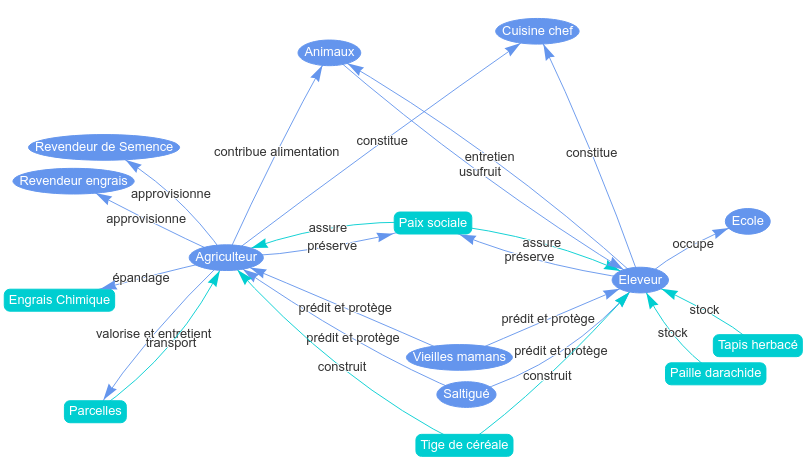 Cuisine chef
Animaux
Revendeur de Semence
constitue
contribue alimentation
entretien
constitue
usufruit
Revendeur engrais
approvisionne
approvisionne
Paix sociale
Ecole
assure
préserve
assure
occupe
Agriculteur
préserve
épandage
Eleveur
Engrais Chimique
prédit et protège
stock
prédit et protège
valorise et entretient
stock
transport
prédit et protège
Tapis herbacé
prédit et protège
Vieilles mamans
construit
construit
Paille darachide
Saltigué
Parcelles
Tige de céréale